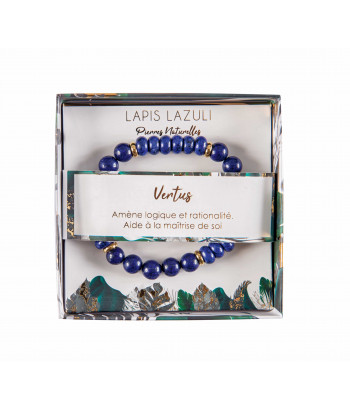 LAPIS LAZULI
Pierres Naturelles
Vertus
Amène logique et rationalité.
Aide à la maîtrise de soi